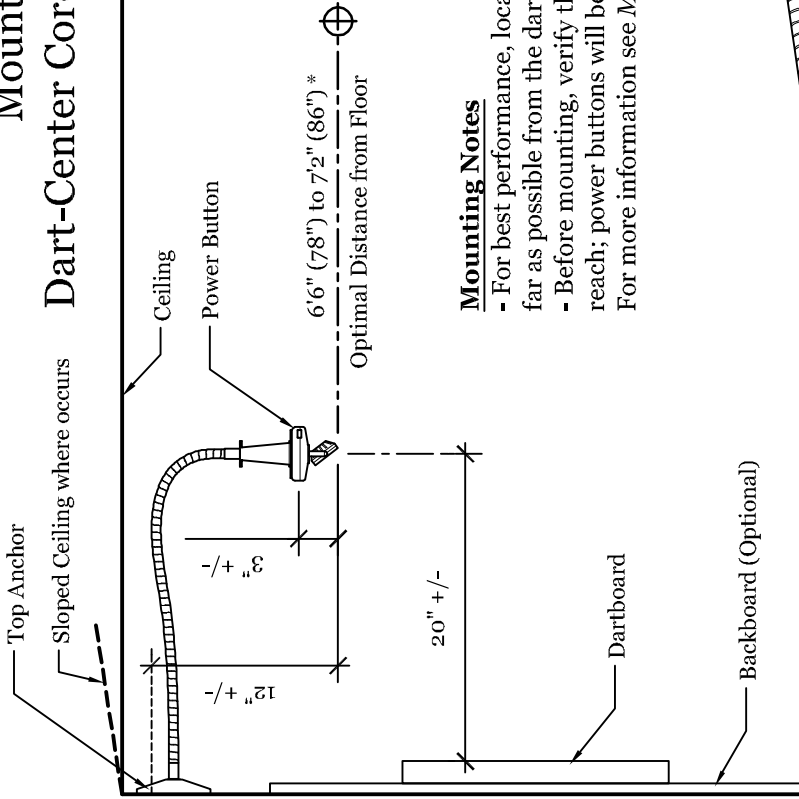 Mount
Dart-Center Cor
Top Anchor
Sloped Ceiling where occurs
Ceiling
Power Button
6'6" (78") to 7'2" (86") *
Optimal Distance from Floor
3" +/-
12" +/-
20" +/-
Dartboard
Backboard (Optional)
Mounting Notes
- For best performance, loca
far as possible from the dar
- Before mounting, verify th
reach; power buttons will be
For more information see M